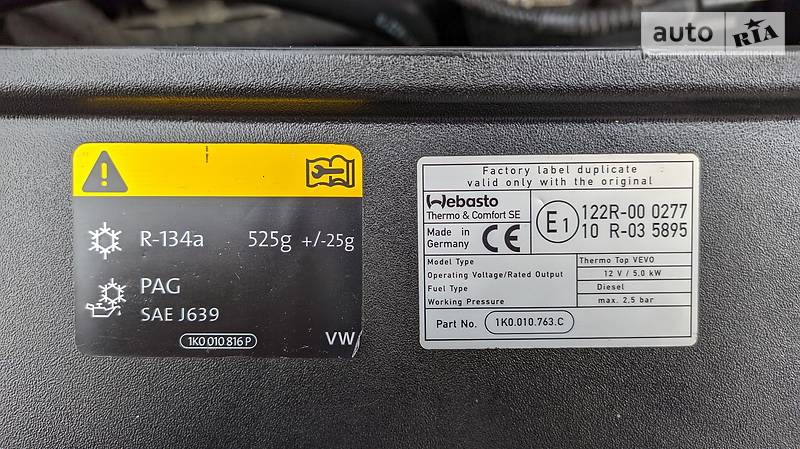 auto RIA
R-134a 525g +/-25g
PAG
SAE J639
1K0 010 816 P
VW
Factory label duplicate
valid only with the original
Webasto
Thermo & Comfort SE
Made in
Germany
CE
E1
122R-00 0277
10 R-03 5895
Model Type Thermo Top VEVO
Operating Voltage/Rated Output 12 V / 5,0 kW
Fuel Type Diesel
Working Pressure max. 2,5 bar
Part No. 1K0.010.763.C